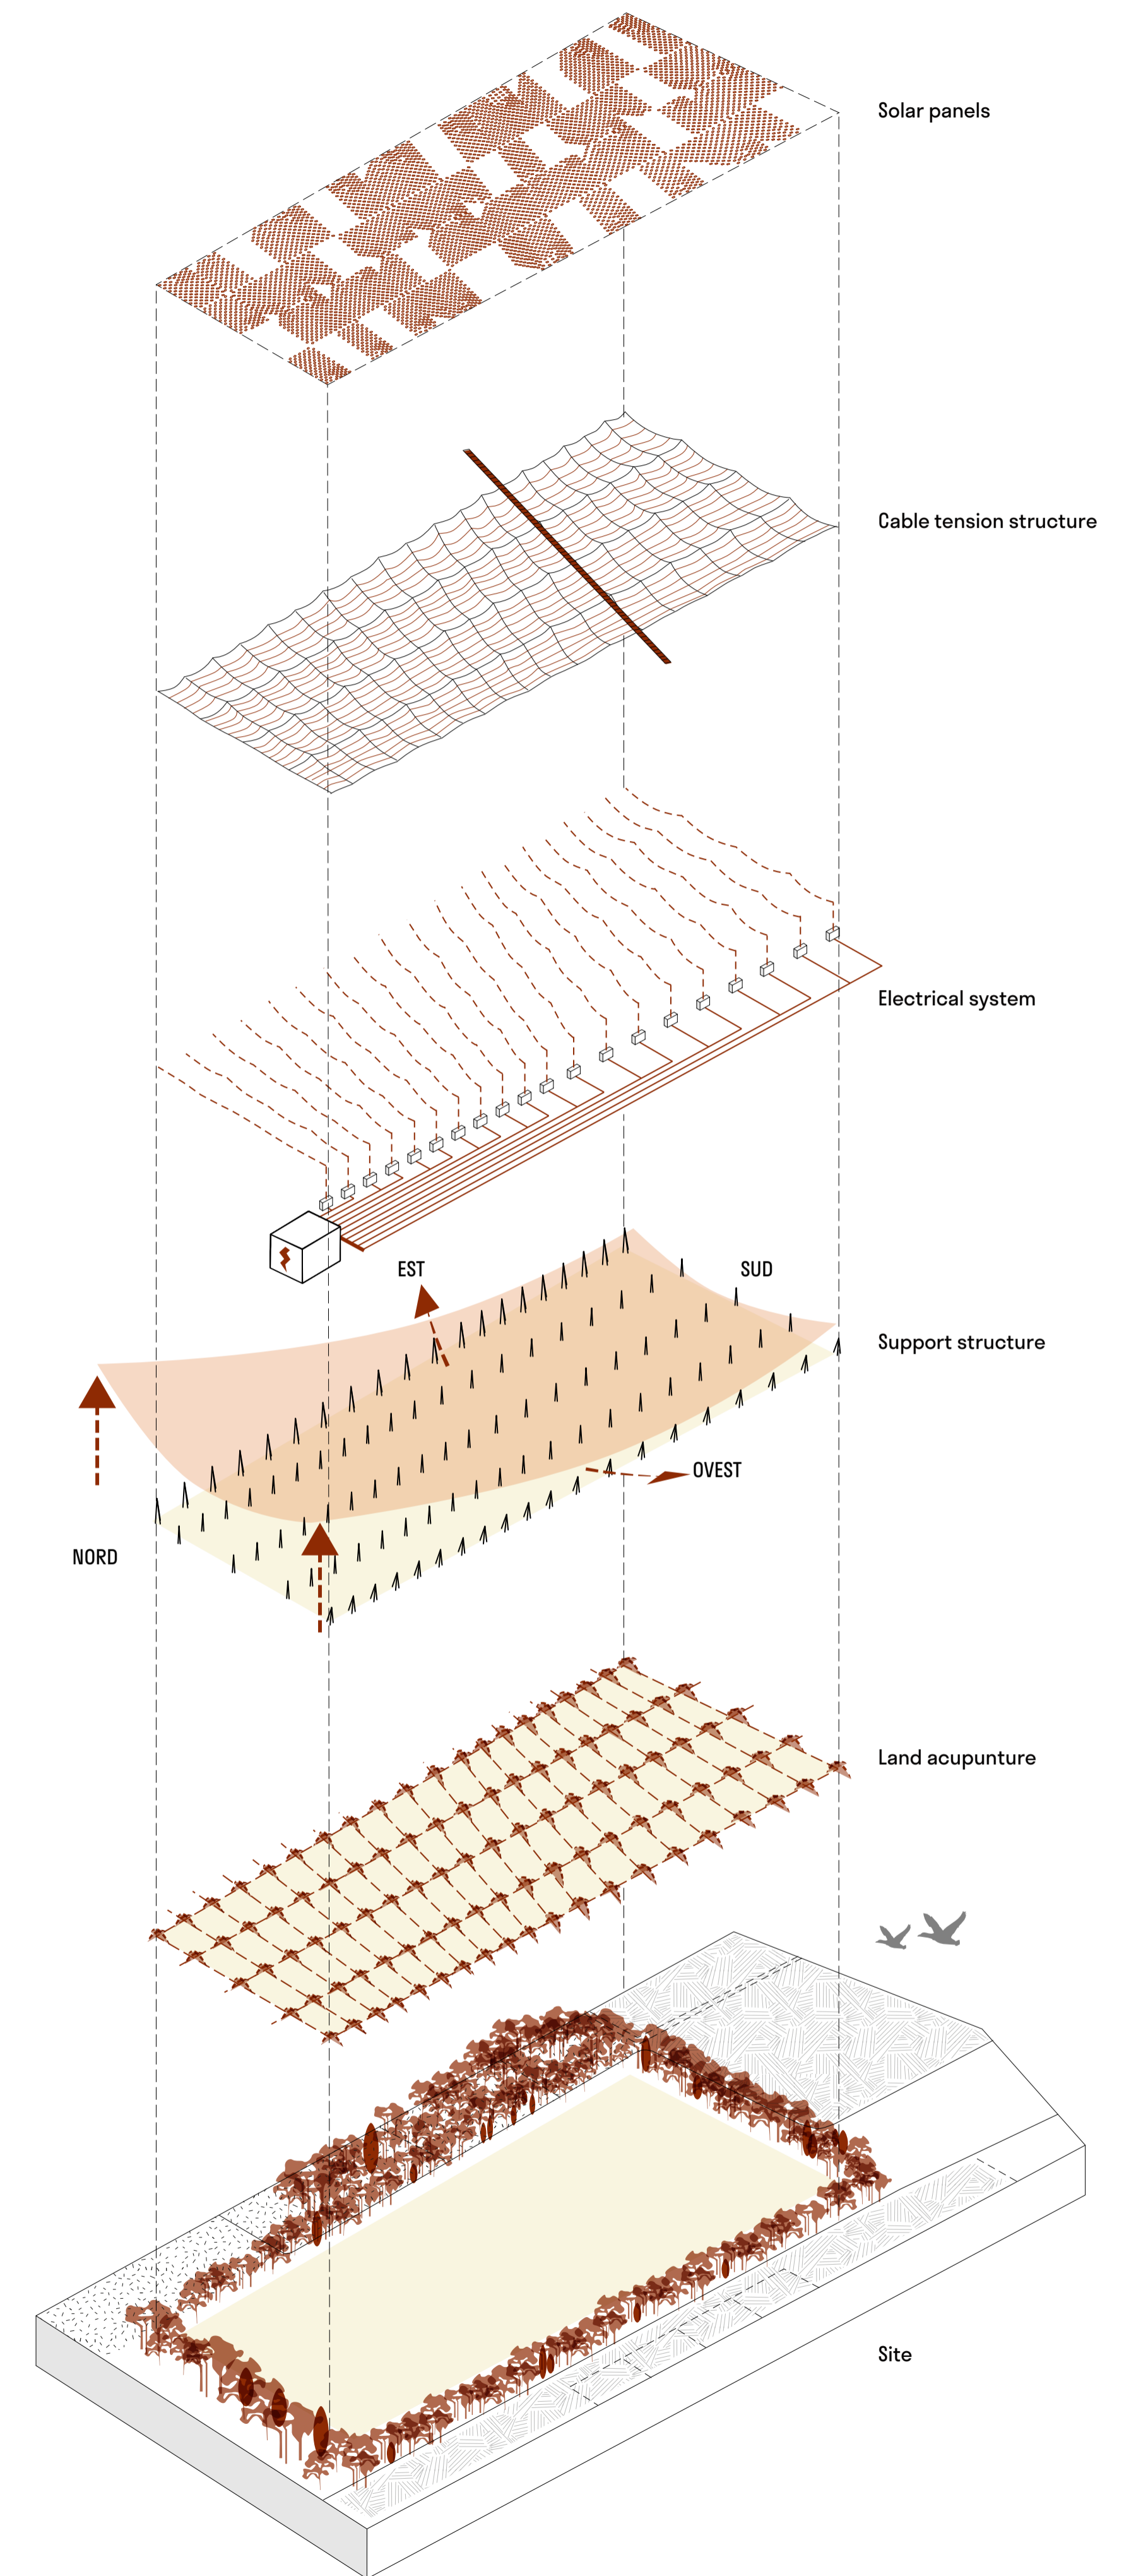 Solar panels
Cable tension structure
Electrical system
EST
SUD
Support structure
OVEST
NORD
Land acupunture
Site